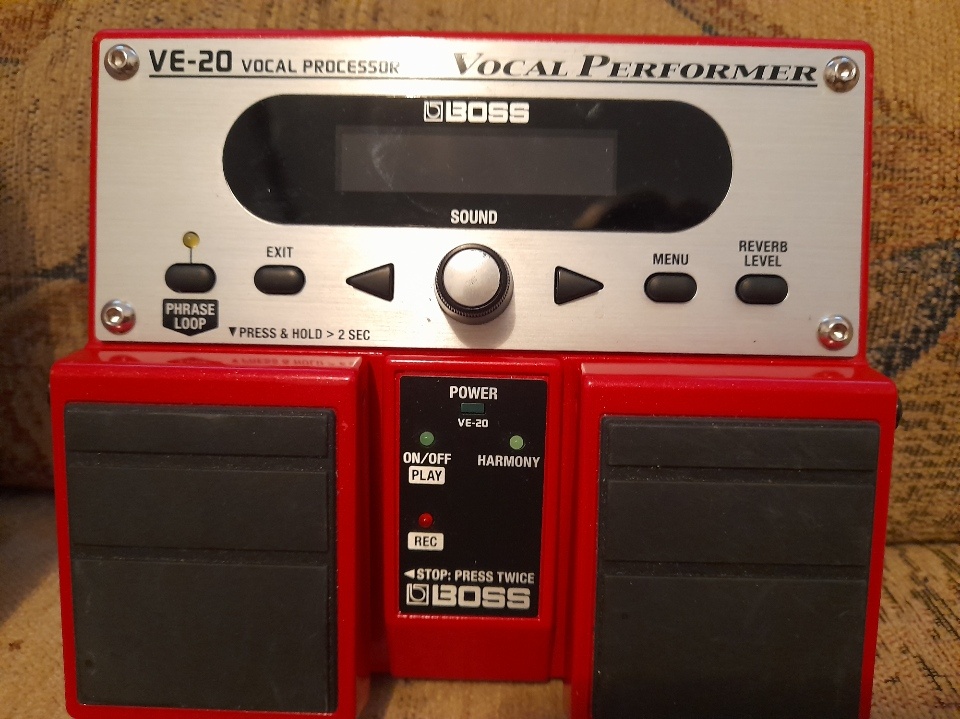 VE-20 VOCAL PROCESSOR VOCAL PERFORMER
BOSS
SOUND
EXIT
MENU
REVERB
LEVEL
PHRASE
LOOP
▼PRESS & HOLD > 2 SEC
POWER
VE-20
ON/OFF
PLAY
HARMONY
REC
◀STOP: PRESS TWICE
BOSS